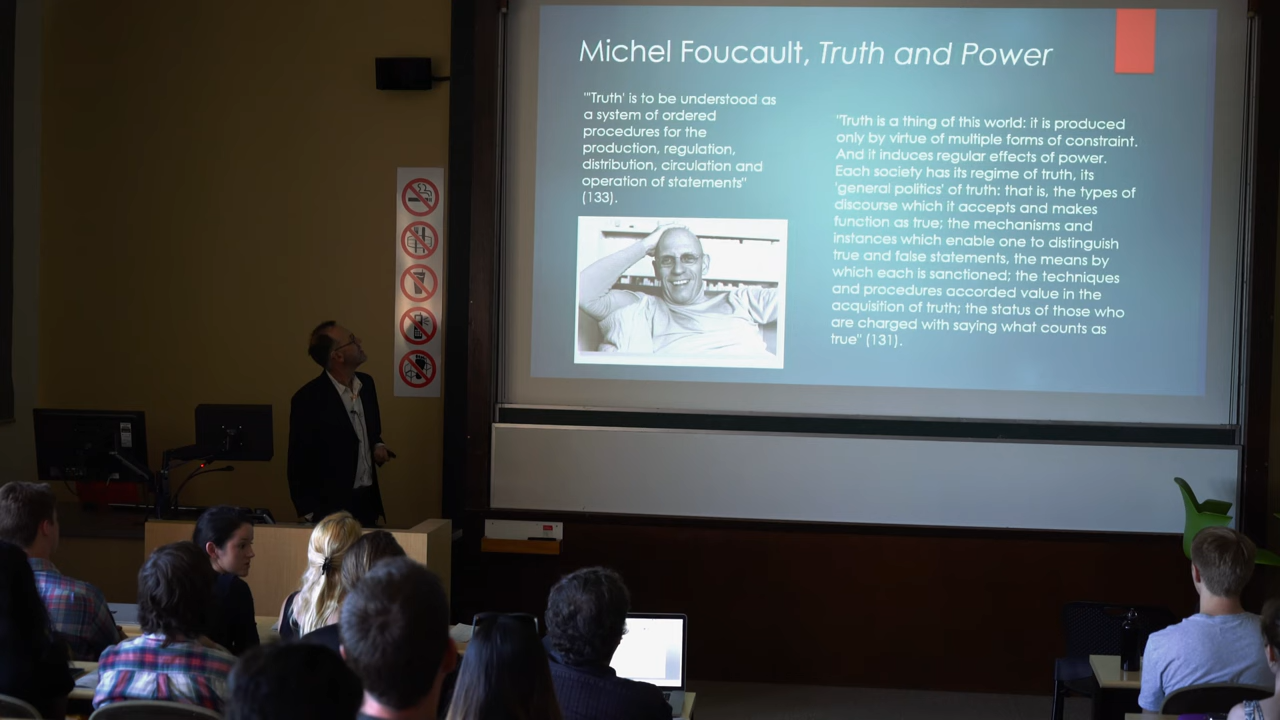 Michel Foucault, Truth and Power
"'Truth' is to be understood as
a system of ordered
procedures for the
production, regulation,
distribution, circulation and
operation of statements"
(133).
"Truth is a thing of this world: it is produced
only by virtue of multiple forms of constraint.
And it induces regular effects of power.
Each society has its regime of truth, its
'general politics' of truth: that is, the types of
discourse which it accepts and makes
function as true; the mechanisms and
instances which enable one to distinguish
true and false statements, the means by
which each is sanctioned; the techniques
and procedures accorded value in the
acquisition of truth; the status of those who
are charged with saying what counts as
true" (131).